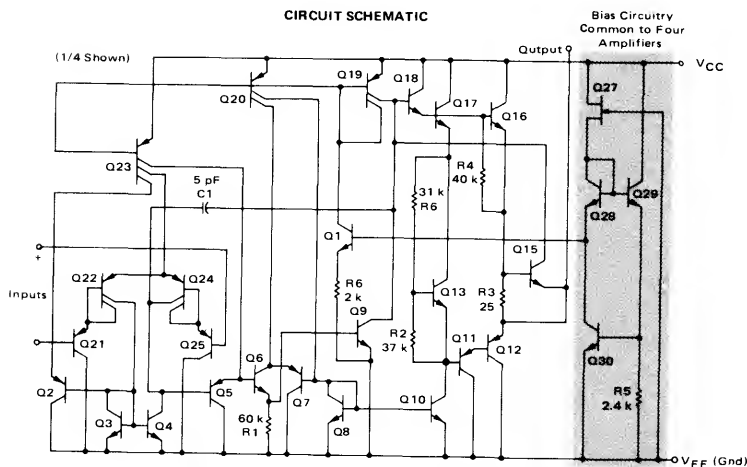 CIRCUIT SCHEMATIC
Bias Circuitry
Common to Four
Amplifiers
(1/4 Shown)
Output
VCC
Q19
Q18
Q27
Q20
Q17
Q16
Q23
R4
40 k
5 pF
C1
31 k
R6
Q29
Q28
Q1
Q15
+
Q22
Q24
R6
2 k
Q13
R3
25
Q9
Inputs
-
Q21
Q25
R2
37 k
Q11
Q12
Q30
Q6
Q2
Q5
Q7
Q10
R5
2.4 k
Q3
Q4
60 k
R1
Q8
VEE (Gnd)